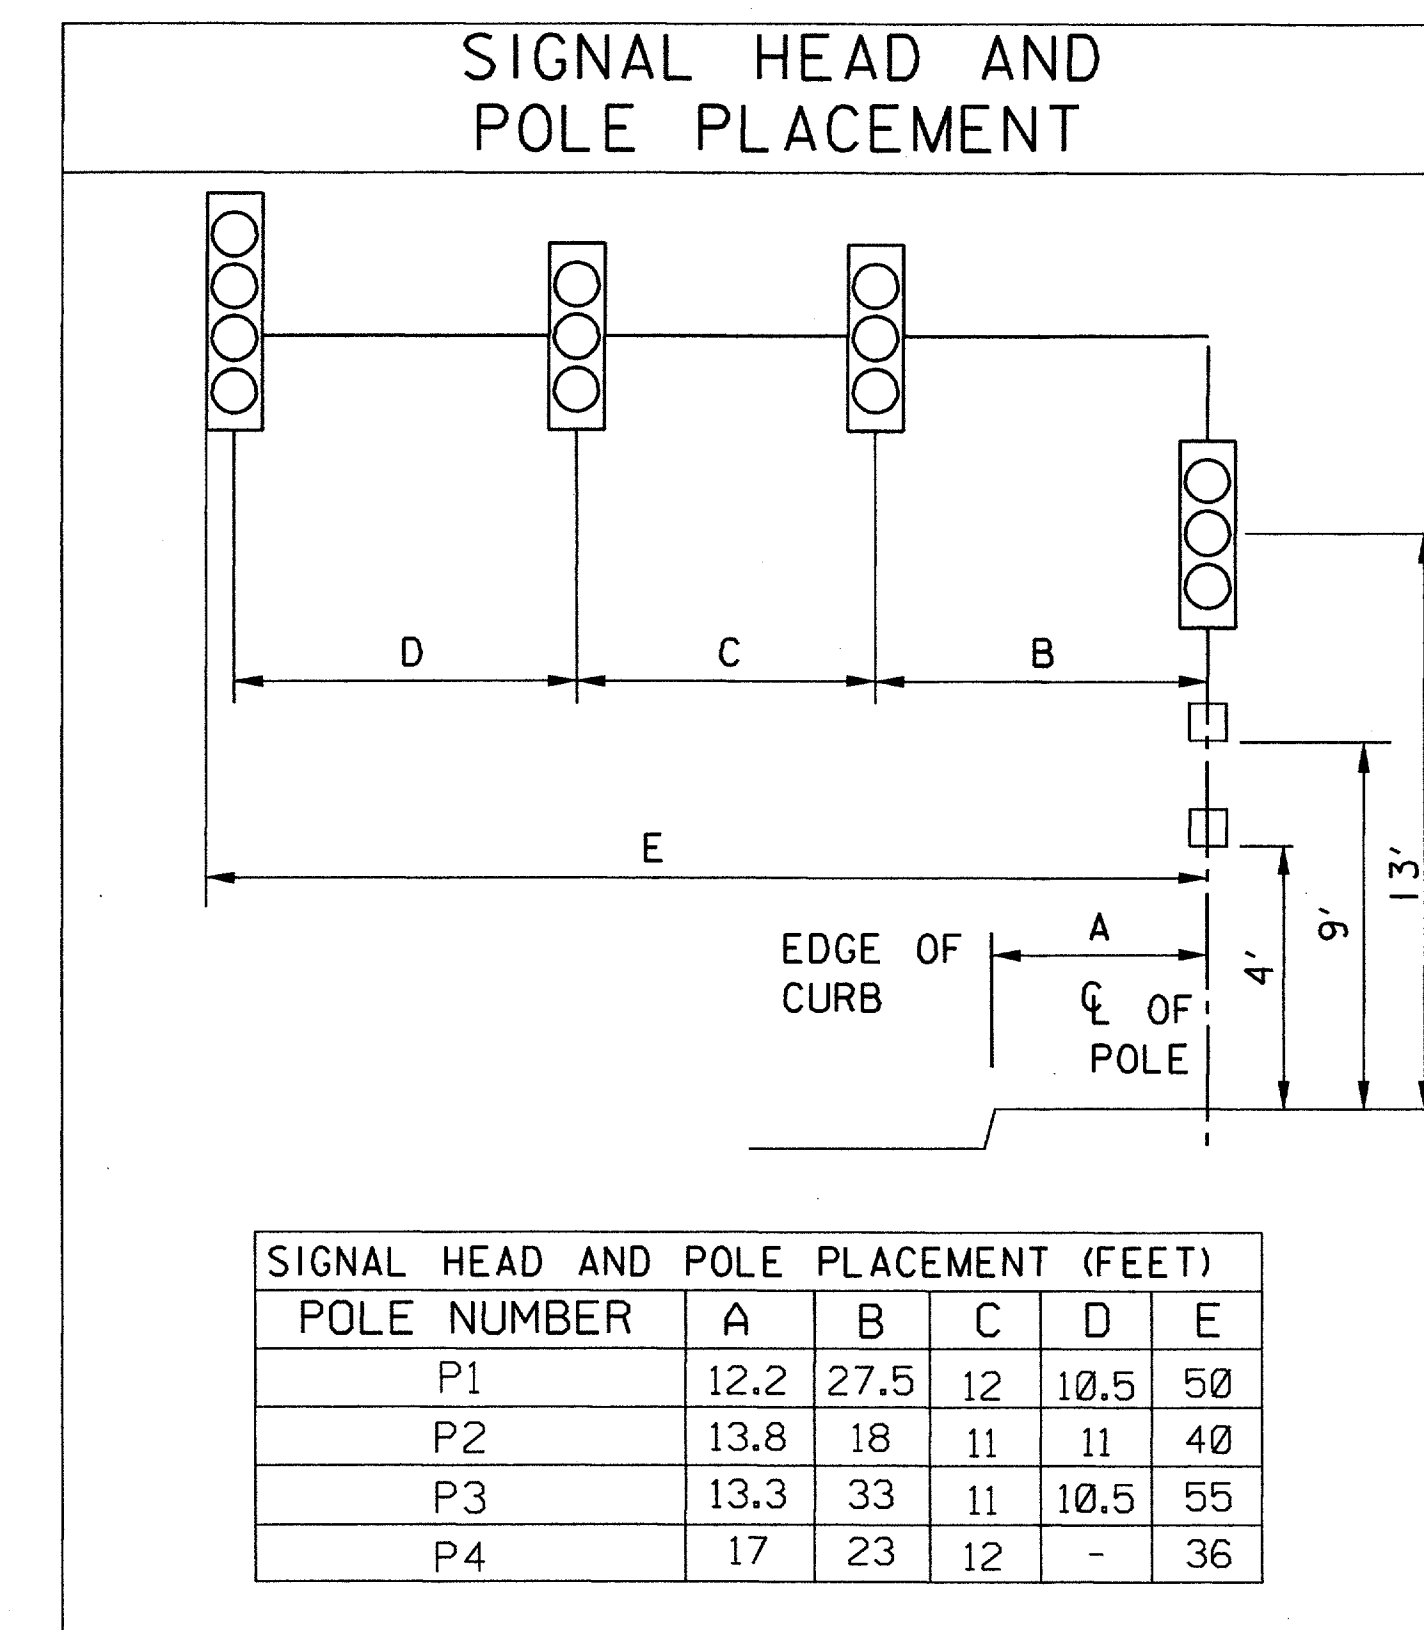 SIGNAL HEAD AND
POLE PLACEMENT
D
C
B
E
A
EDGE OF
CURB
℄ OF
POLE
4'
9'
13'
SIGNAL HEAD AND POLE PLACEMENT (FEET)
POLE NUMBER A B C D E
P1 12.2 27.5 12 10.5 50
P2 13.8 18 11 11 40
P3 13.3 33 11 10.5 55
P4 17 23 12 - 36